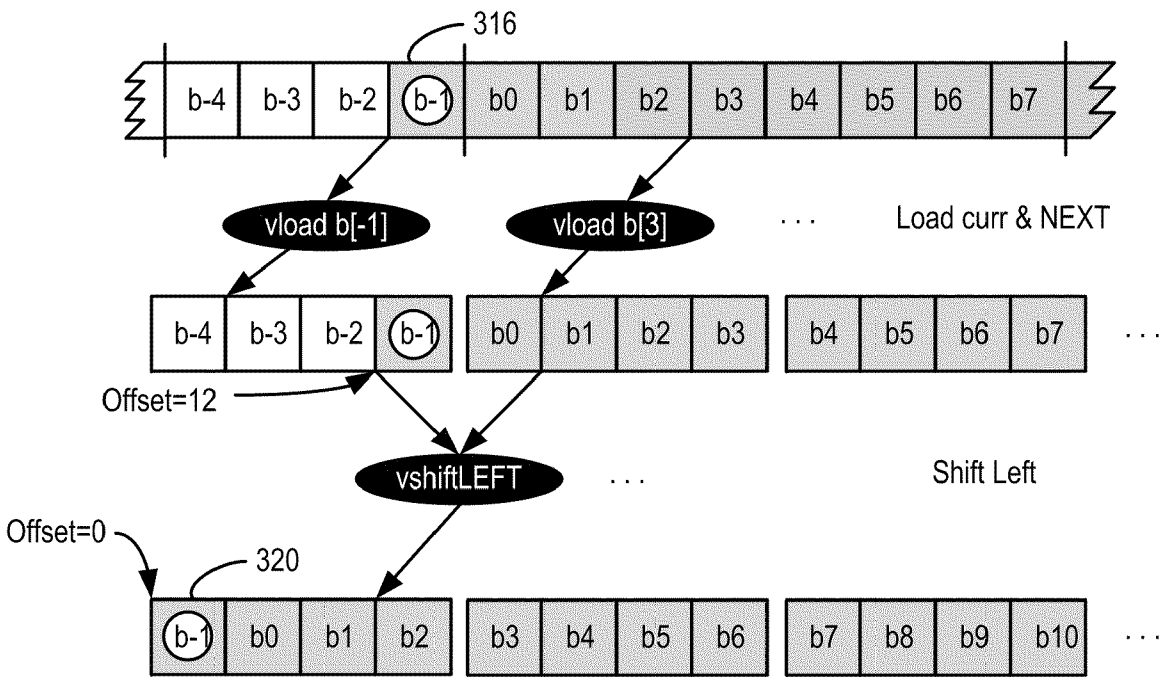 316
b-4 b-3 b-2 b-1 b0 b1 b2 b3 b4 b5 b6 b7
vload b[-1] vload b[3] . . . Load curr & NEXT
b-4 b-3 b-2 b-1 b0 b1 b2 b3 b4 b5 b6 b7 . . .
Offset=12
vshiftLEFT . . . Shift Left
Offset=0
320
b-1 b0 b1 b2 b3 b4 b5 b6 b7 b8 b9 b10 . . .